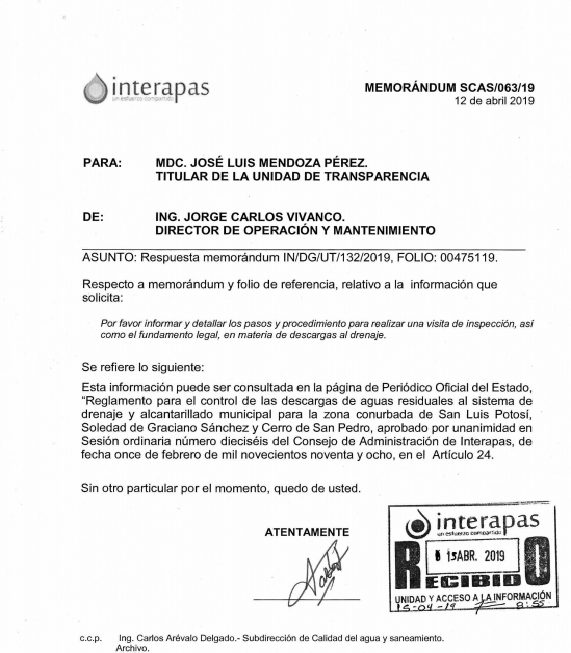 interapas
un esfuerzo compartido
MEMORÁNDUM SCAS/063/19
12 de abril 2019
PARA: MDC. JOSÉ LUIS MENDOZA PÉREZ.
TITULAR DE LA UNIDAD DE TRANSPARENCIA
DE: ING. JORGE CARLOS VIVANCO.
DIRECTOR DE OPERACIÓN Y MANTENIMIENTO
ASUNTO: Respuesta memorándum IN/DG/UT/132/2019, FOLIO: 00475119.
Respecto a memorándum y folio de referencia, relativo a la información que
solicita:
Por favor informar y detallar los pasos y procedimiento para realizar una visita de inspección, así
como el fundamento legal, en materia de descargas al drenaje.
Se refiere lo siguiente:
Esta información puede ser consultada en la página de Periódico Oficial del Estado,
"Reglamento para el control de las descargas de aguas residuales al sistema de
drenaje y alcantarillado municipal para la zona conurbada de San Luis Potosí,
Soledad de Graciano Sánchez y Cerro de San Pedro, aprobado por unanimidad en
Sesión ordinaria número dieciséis del Consejo de Administración de Interapas, de
fecha once de febrero de mil novecientos noventa y ocho, en el Artículo 24.
Sin otro particular por el momento, quedo de usted.
ATENTAMENTE
interapas
un esfuerzo compartido
15 ABR. 2019
RECIBIDO
UNIDAD Y ACCESO A LA INFORMACIÓN
15-04-19 8:55
c.c.p. Ing. Carlos Arévalo Delgado.- Subdirección de Calidad del agua y saneamiento.
Archivo.